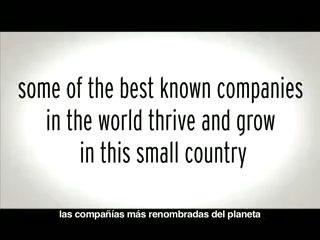 some of the best known companies
in the world thrive and grow
in this small country
las compañías más renombradas del planeta